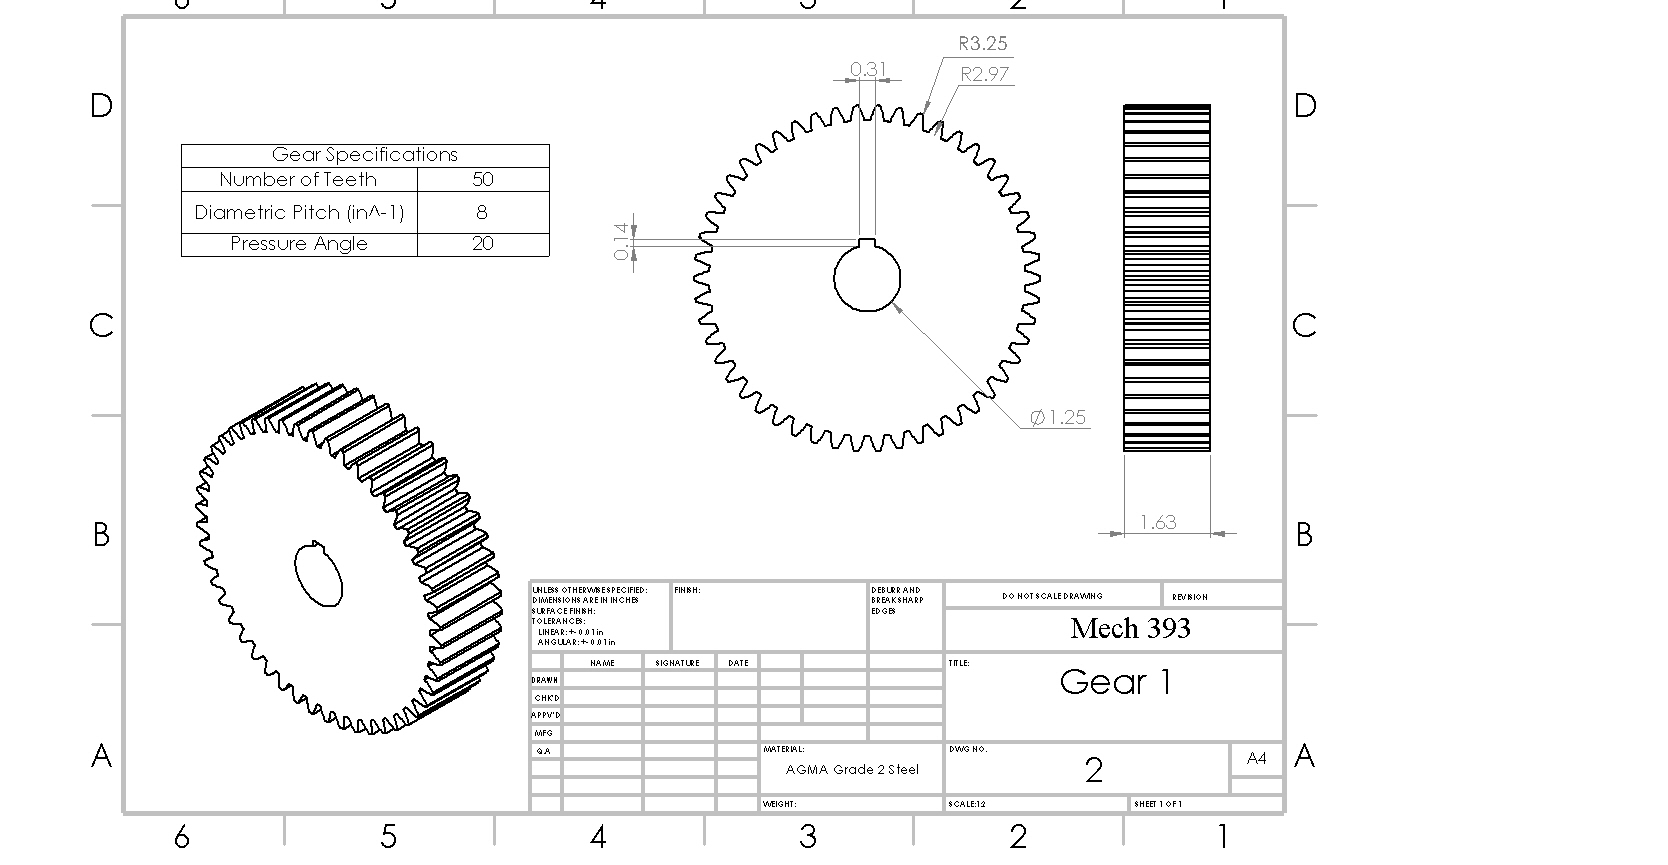 6 5 4 3 2 1
D
C
B
A
D
C
B
A
Gear Specifications
Number of Teeth 50
Diametric Pitch (in^-1) 8
Pressure Angle 20
R3.25
R2.97
0.31
0.14
Ø1.25
1.63
UNLESS OTHERWISE SPECIFIED:
DIMENSIONS ARE IN INCHES
SURFACE FINISH:
TOLERANCES:
LINEAR: +- 0.01in
ANGULAR: +- 0.01in
FINISH:
DEBURR AND
BREAK SHARP
EDGES
DO NOT SCALE DRAWING
REVISION
Mech 393
NAME SIGNATURE DATE
DRAWN
CHK'D
APPV'D
MFG
Q.A
TITLE:
Gear 1
MATERIAL:
AGMA Grade 2 Steel
DWG NO.
2
A4
WEIGHT:
SCALE:1:2
SHEET 1 OF 1
6 5 4 3 2 1